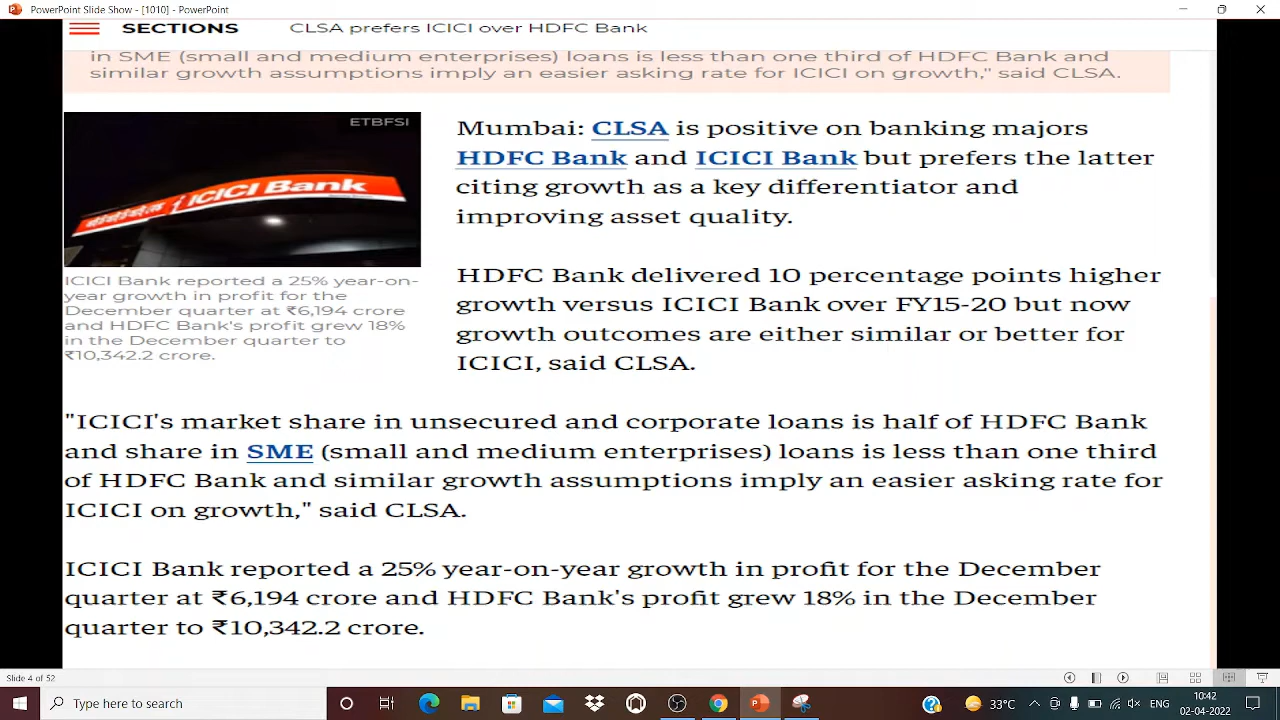 PowerPoint Slide Show - [1010] - PowerPoint
SECTIONS
CLSA prefers ICICI over HDFC Bank
in SME (small and medium enterprises) loans is less than one third of HDFC Bank and
similar growth assumptions imply an easier asking rate for ICICI on growth," said CLSA.
ETBFSI
ICICI Bank
ICICI Bank reported a 25% year-on-
year growth in profit for the
December quarter at ₹6,194 crore
and HDFC Bank's profit grew 18%
in the December quarter to
₹10,342.2 crore.
Mumbai: CLSA is positive on banking majors
HDFC Bank and ICICI Bank but prefers the latter
citing growth as a key differentiator and
improving asset quality.
HDFC Bank delivered 10 percentage points higher
growth versus ICICI Bank over FY15-20 but now
growth outcomes are either similar or better for
ICICI, said CLSA.
"ICICI's market share in unsecured and corporate loans is half of HDFC Bank
and share in SME (small and medium enterprises) loans is less than one third
of HDFC Bank and similar growth assumptions imply an easier asking rate for
ICICI on growth," said CLSA.
ICICI Bank reported a 25% year-on-year growth in profit for the December
quarter at ₹6,194 crore and HDFC Bank's profit grew 18% in the December
quarter to ₹10,342.2 crore.
Slide 4 of 52
Type here to search
33°C
ENG
10:42
02-04-2022